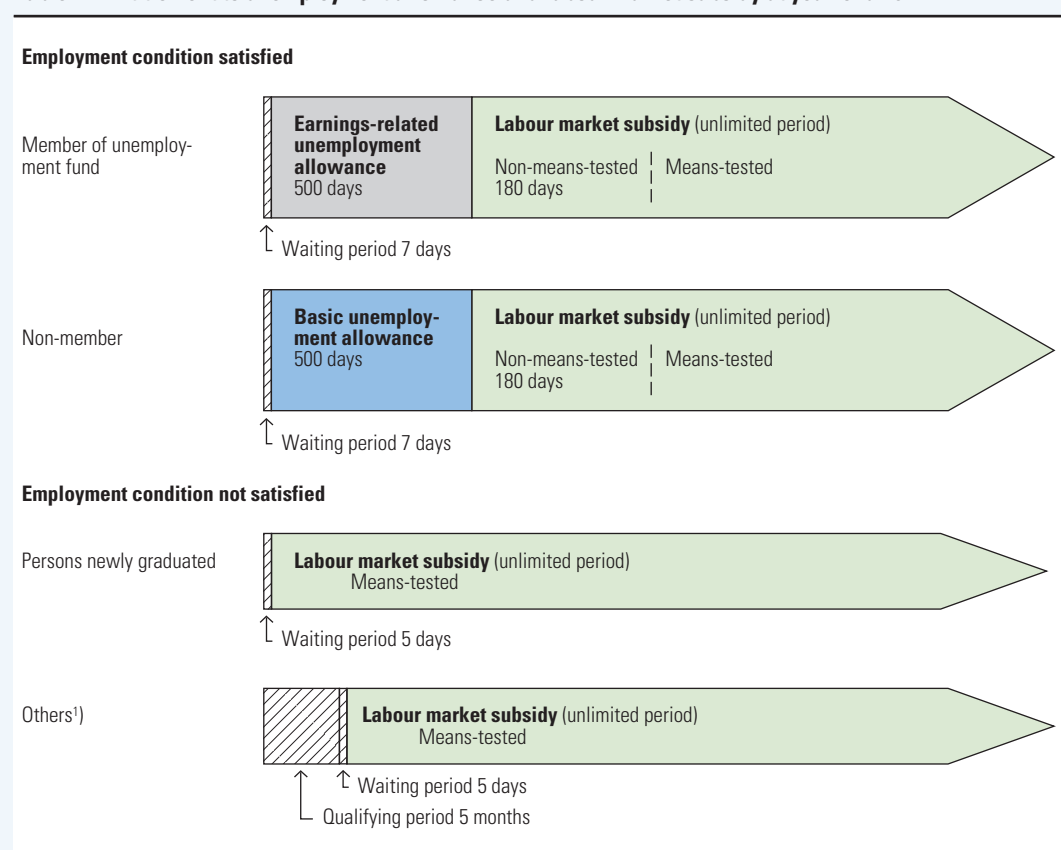 Employment condition satisfied
Member of unemploy-
ment fund
Earnings-related
unemployment
allowance
500 days
Labour market subsidy (unlimited period)
Non-means-tested
180 days
Means-tested
Waiting period 7 days
Non-member
Basic unemploy-
ment allowance
500 days
Labour market subsidy (unlimited period)
Non-means-tested
180 days
Means-tested
Waiting period 7 days
Employment condition not satisfied
Persons newly graduated
Labour market subsidy (unlimited period)
Means-tested
Waiting period 5 days
Others¹)
Labour market subsidy (unlimited period)
Means-tested
Waiting period 5 days
Qualifying period 5 months